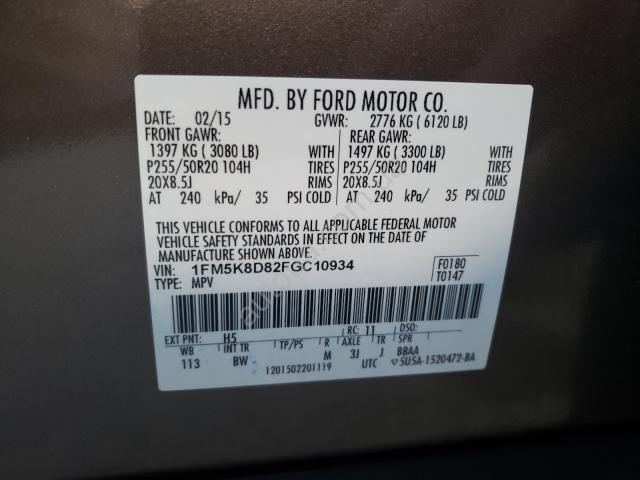 MFD. BY FORD MOTOR CO.
DATE: 02/15 GVWR: 2776 KG ( 6120 LB)
FRONT GAWR: REAR GAWR:
1397 KG ( 3080 LB) WITH 1497 KG ( 3300 LB) WITH
P255/50R20 104H TIRES P255/50R20 104H TIRES
20X8.5J RIMS 20X8.5J RIMS
AT 240 kPa/ 35 PSI COLD AT 240 kPa/ 35 PSI COLD
THIS VEHICLE CONFORMS TO ALL APPLICABLE FEDERAL MOTOR
VEHICLE SAFETY AND BUMPER STANDARDS IN EFFECT ON THE DATE OF
MANUFACTURE SHOWN ABOVE.
VIN: 1FM5K8D82FGC10934 F0180
TYPE: MPV T0147
EXT PNT: H5 RC: 11 DSO:
WB INT TR TP/PS R AXLE TR SPR
113 BW M 3J J BBAA
1201502201119 UTC 5U5A-1520472-BA